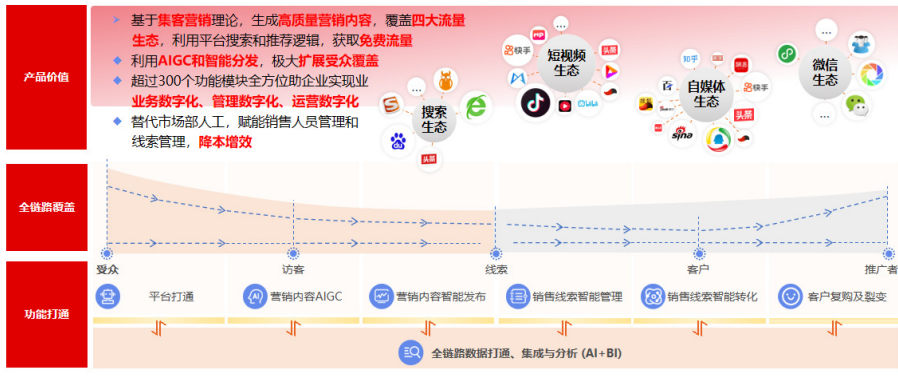 产品价值
基于集客营销理论，生成高质量营销内容，覆盖四大流量
生态，利用平台搜索和推荐逻辑，获取免费流量
利用AIGC和智能分发，极大扩展受众覆盖
超过300个功能模块全方位助企业实现业
业务数字化、管理数字化、运营数字化
替代市场部人工，赋能销售人员管理和
线索管理，降本增效
...
搜索
生态
头条
...
快手
头条
短视频
生态
bilibili
知乎
快手
头条
自媒体
生态
sina
...
微信
生态
...
全链路覆盖
受众
访客
线索
客户
推广者
功能打通
平台打通
AI
营销内容AIGC
营销内容智能发布
销售线索智能管理
销售线索智能转化
客户复购及裂变
全链路数据打通、集成与分析 (AI+BI)